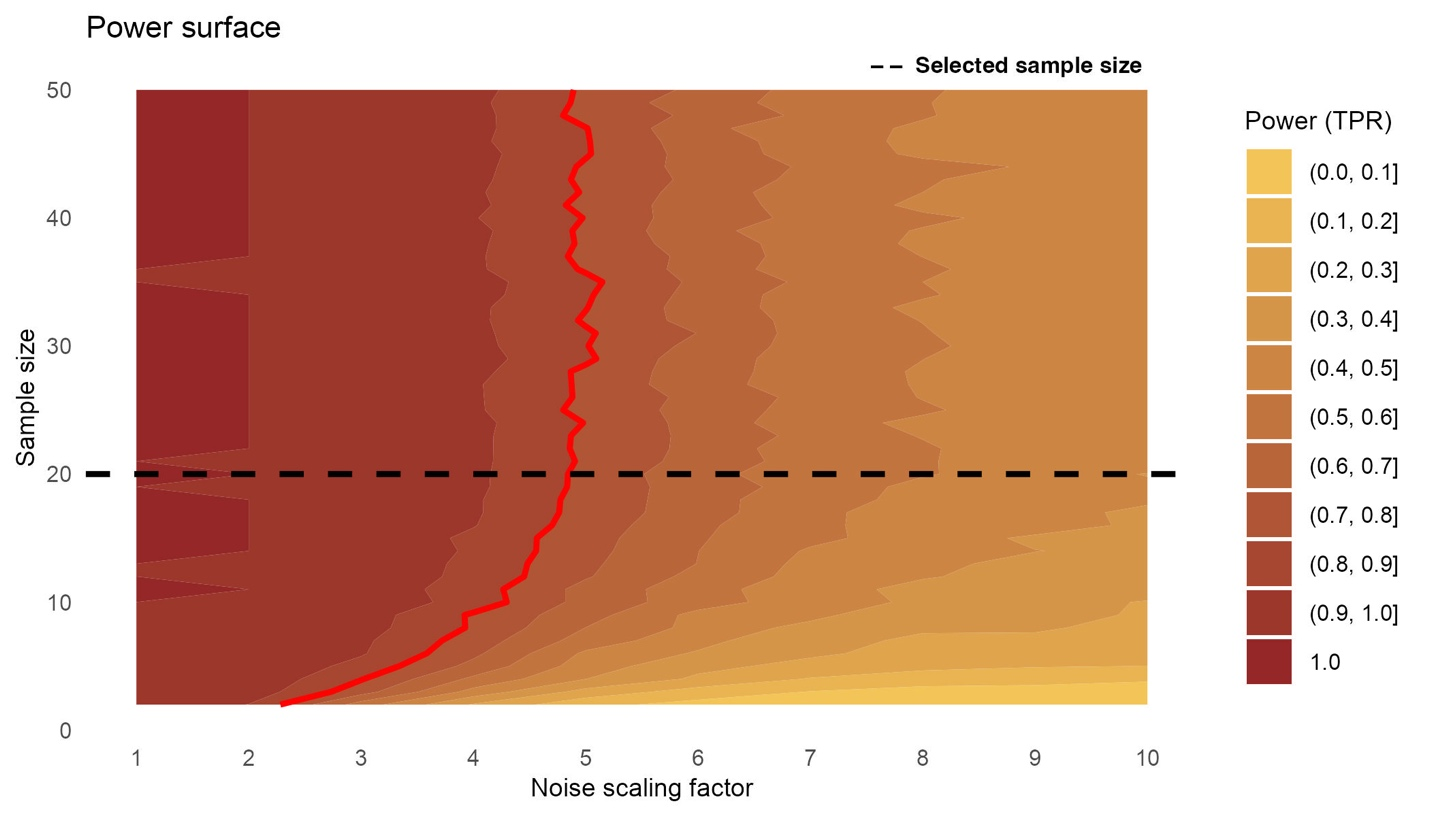 Power surface
Selected sample size
50
40
30
20
10
0
Sample size
1 2 3 4 5 6 7 8 9 10
Noise scaling factor
Power (TPR)
(0.0, 0.1]
(0.1, 0.2]
(0.2, 0.3]
(0.3, 0.4]
(0.4, 0.5]
(0.5, 0.6]
(0.6, 0.7]
(0.7, 0.8]
(0.8, 0.9]
(0.9, 1.0]
1.0